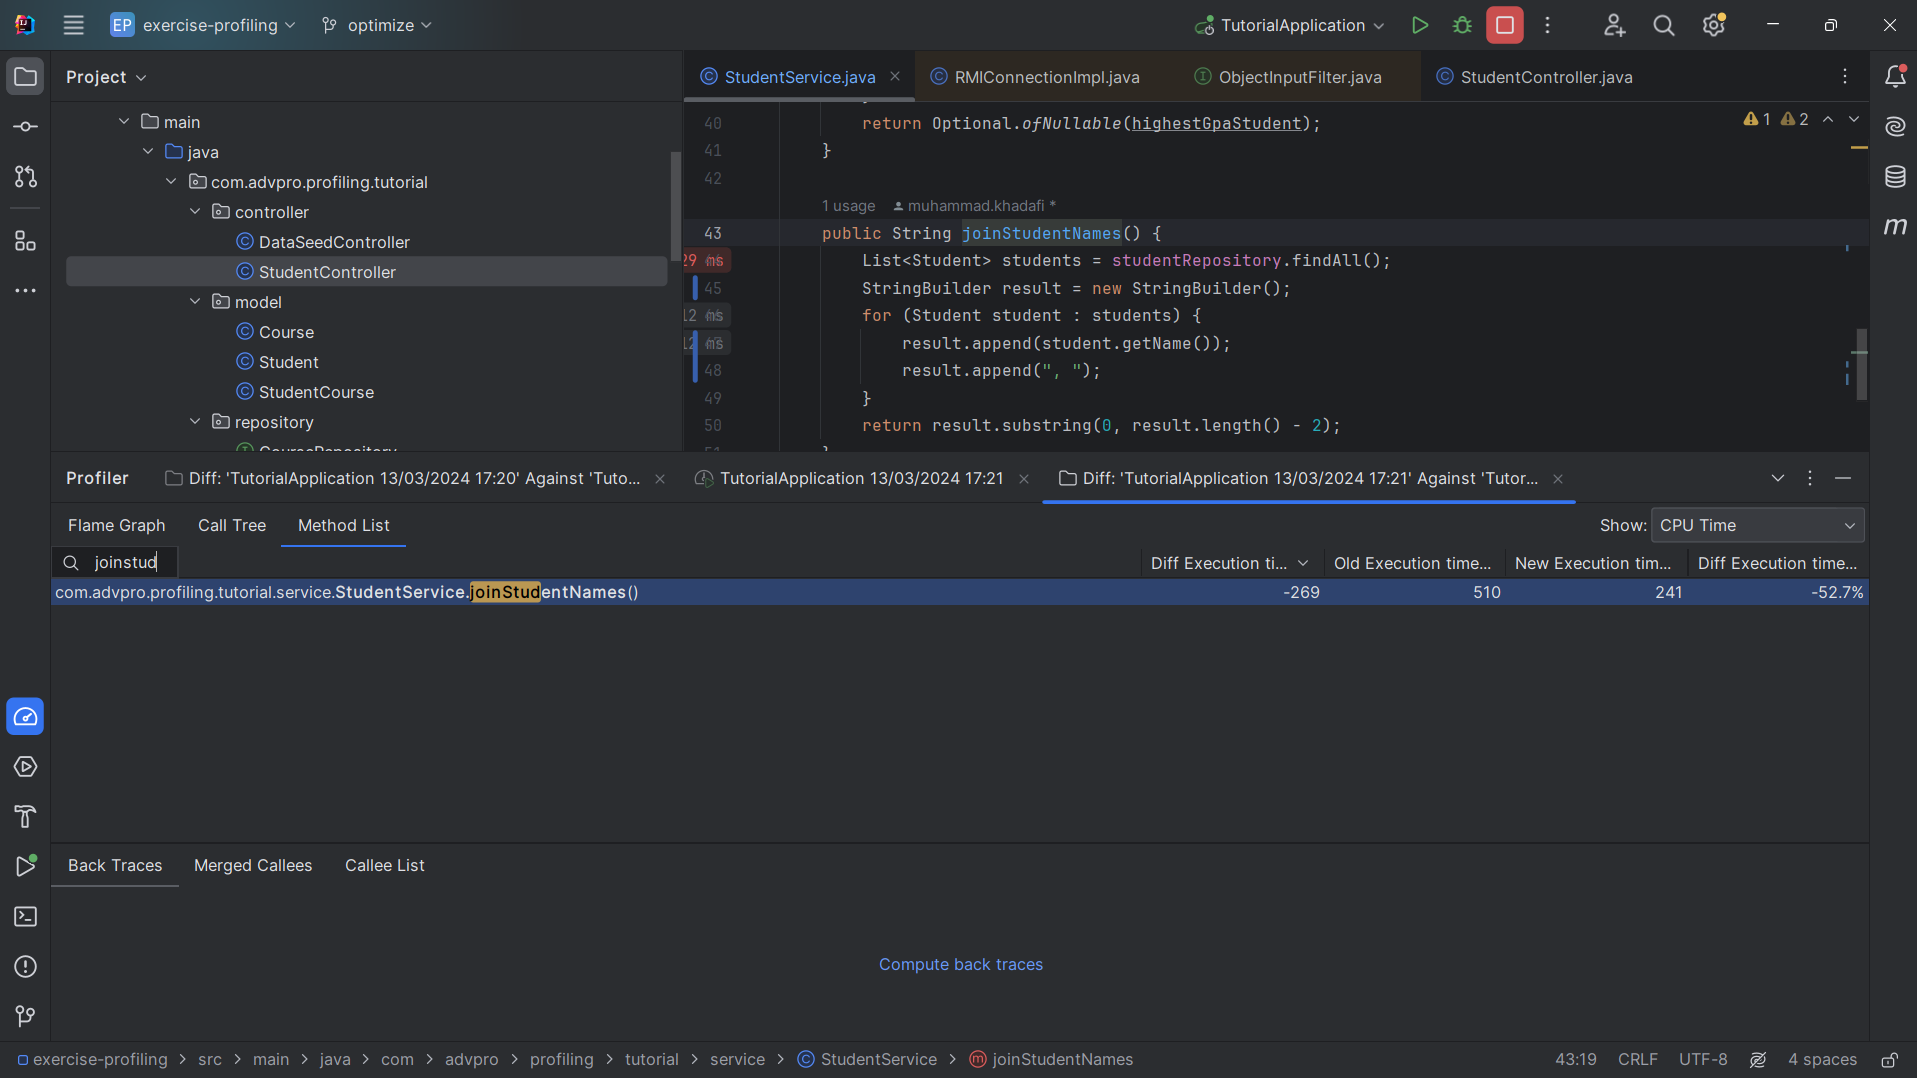 EP exercise-profiling optimize TutorialApplication
Project
main
java
com.advpro.profiling.tutorial
controller
DataSeedController
StudentController
model
Course
Student
StudentCourse
repository
StudentService.java RMIConnectionImpl.java ObjectInputFilter.java StudentController.java
1 2
40 return Optional.ofNullable(highestGpaStudent);
41 }
42
1 usage muhammad.khadafi *
43 public String joinStudentNames() {
List<Student> students = studentRepository.findAll();
45 StringBuilder result = new StringBuilder();
for (Student student : students) {
result.append(student.getName());
48 result.append(", ");
49 }
50 return result.substring(0, result.length() - 2);
Profiler Diff: 'TutorialApplication 13/03/2024 17:20' Against 'Tuto... TutorialApplication 13/03/2024 17:21 Diff: 'TutorialApplication 13/03/2024 17:21' Against 'Tutor...
Flame Graph Call Tree Method List Show: CPU Time
joinstud Diff Execution ti... Old Execution time... New Execution tim... Diff Execution time...
com.advpro.profiling.tutorial.service.StudentService.joinStudentNames() -269 510 241 -52.7%
Back Traces Merged Callees Callee List
Compute back traces
exercise-profiling > src > main > java > com > advpro > profiling > tutorial > service > StudentService > joinStudentNames 43:19 CRLF UTF-8 4 spaces